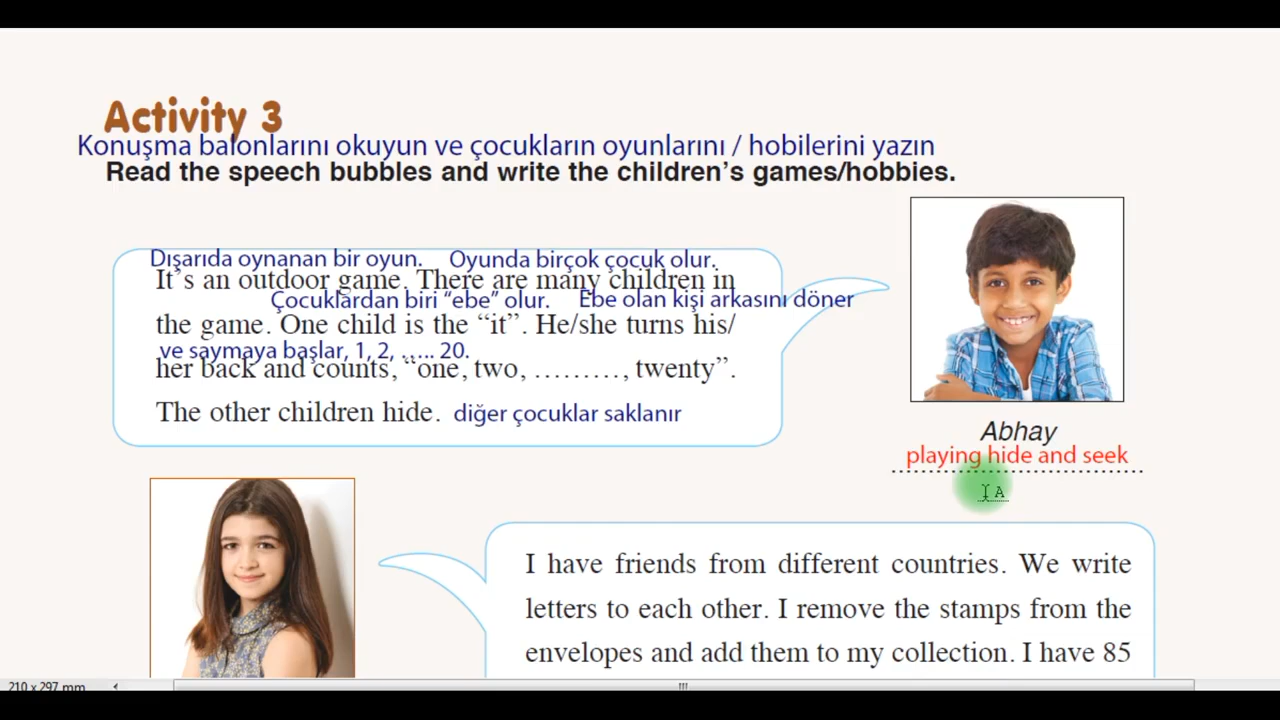 Activity 3
Konuşma balonlarını okuyun ve çocukların oyunlarını / hobilerini yazın
Read the speech bubbles and write the children's games/hobbies.
Dışarıda oynanan bir oyun. Oyunda birçok çocuk olur.
It's an outdoor game. There are many children in
Çocuklardan biri “ebe” olur. Ebe olan kişi arkasını döner
the game. One child is the “it”. He/she turns his/
ve saymaya başlar, 1, 2, ..... 20.
her back and counts, “one, two, ........., twenty”.
The other children hide. diğer çocuklar saklanır
Abhay
playing hide and seek
I have friends from different countries. We write
letters to each other. I remove the stamps from the
envelopes and add them to my collection. I have 85
210 x 297 mm